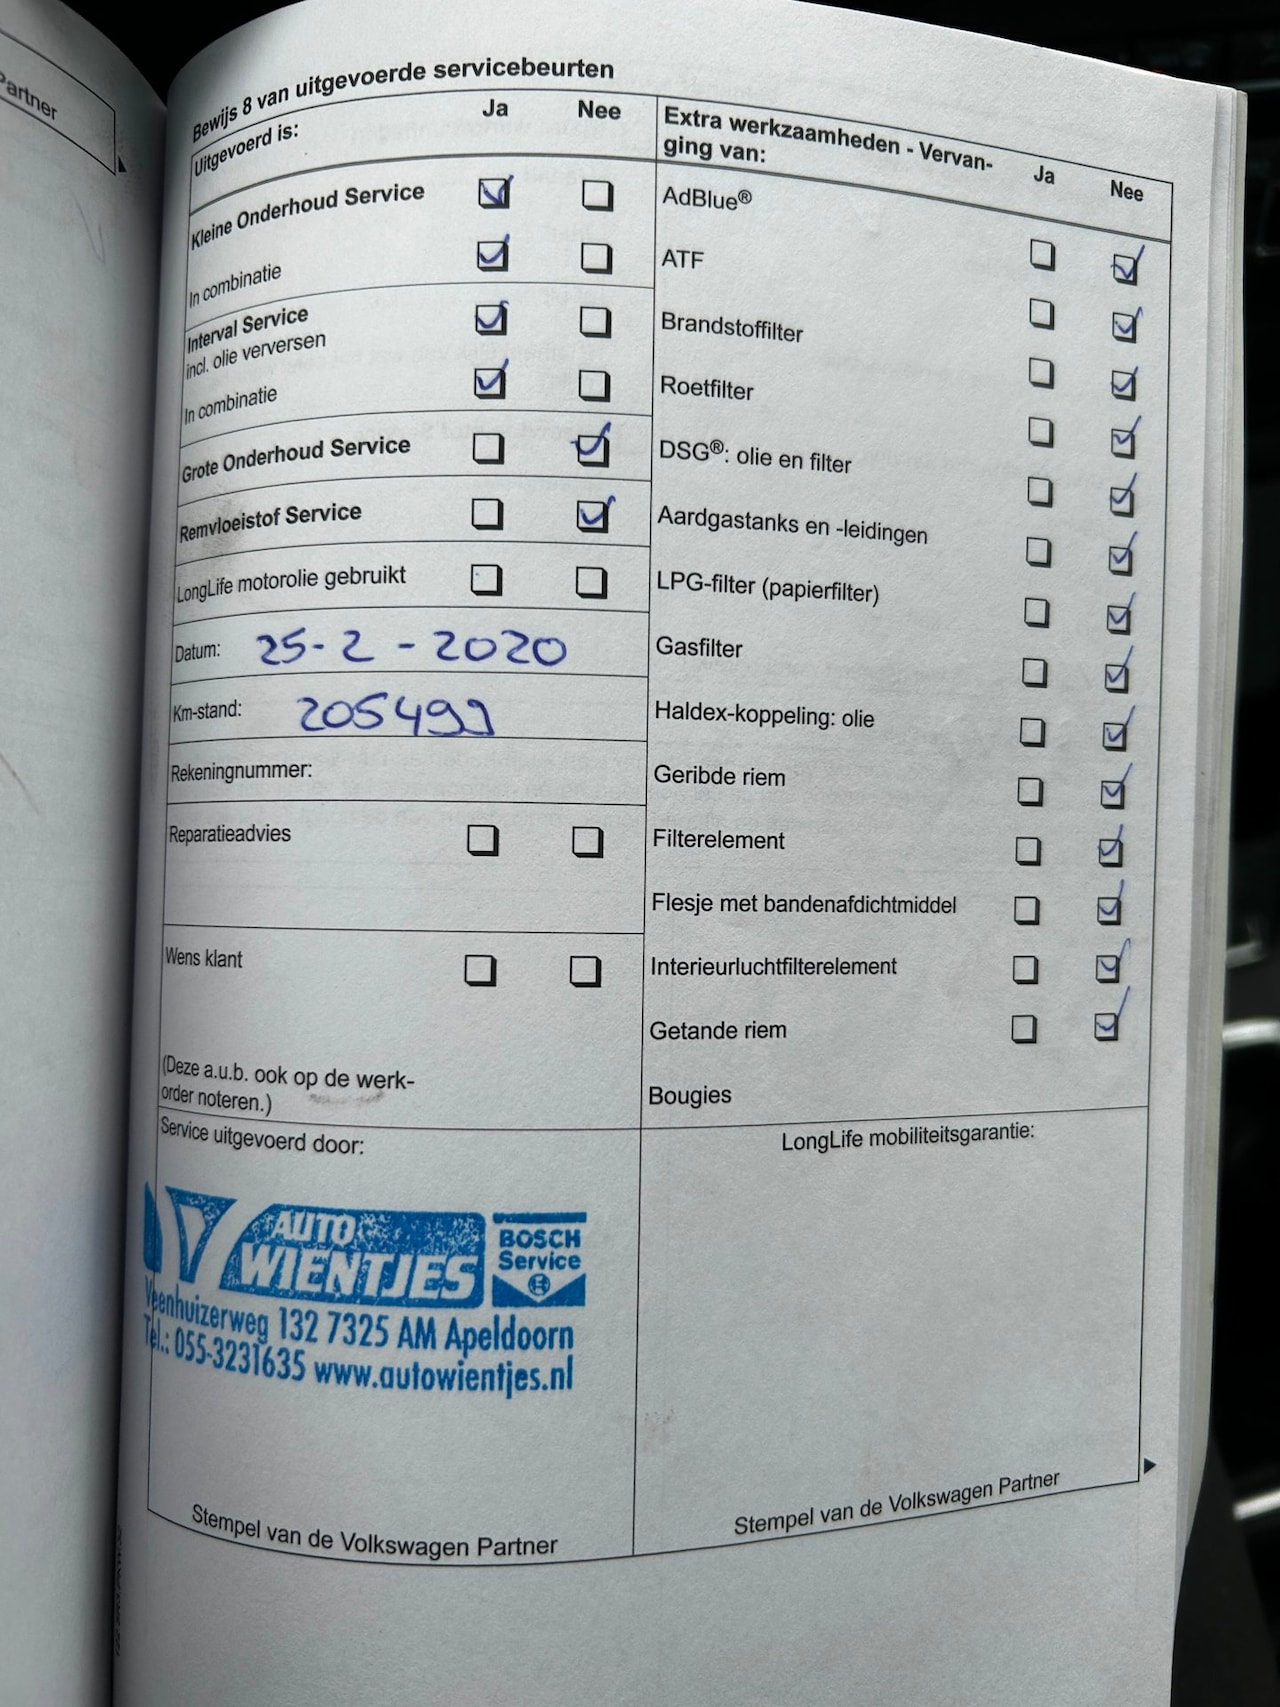 Partner
Bewijs 8 van uitgevoerde servicebeurten
Uitgevoerd is:
Ja Nee
Kleine Onderhoud Service
In combinatie
Interval Service
incl. olie verversen
In combinatie
Grote Onderhoud Service
Remvloeistof Service
LongLife motorolie gebruikt
Datum: 25-2-2020
Km-stand: 205499
Rekeningnummer:
Reparatieadvies
Wens klant
(Deze a.u.b. ook op de werk-
order noteren.)
Extra werkzaamheden - Vervan-
ging van:
Ja Nee
AdBlue®
ATF
Brandstoffilter
Roetfilter
DSG®: olie en filter
Aardgastanks en -leidingen
LPG-filter (papierfilter)
Gasfilter
Haldex-koppeling: olie
Geribde riem
Filterelement
Flesje met bandenafdichtmiddel
Interieurluchtfilterelement
Getande riem
Bougies
Service uitgevoerd door:
AUTO
WIENTJES
BOSCH
Service
Veenhuizerweg 132 7325 AM Apeldoorn
Tel.: 055-3231635 www.autowientjes.nl
Stempel van de Volkswagen Partner
LongLife mobiliteitsgarantie:
Stempel van de Volkswagen Partner